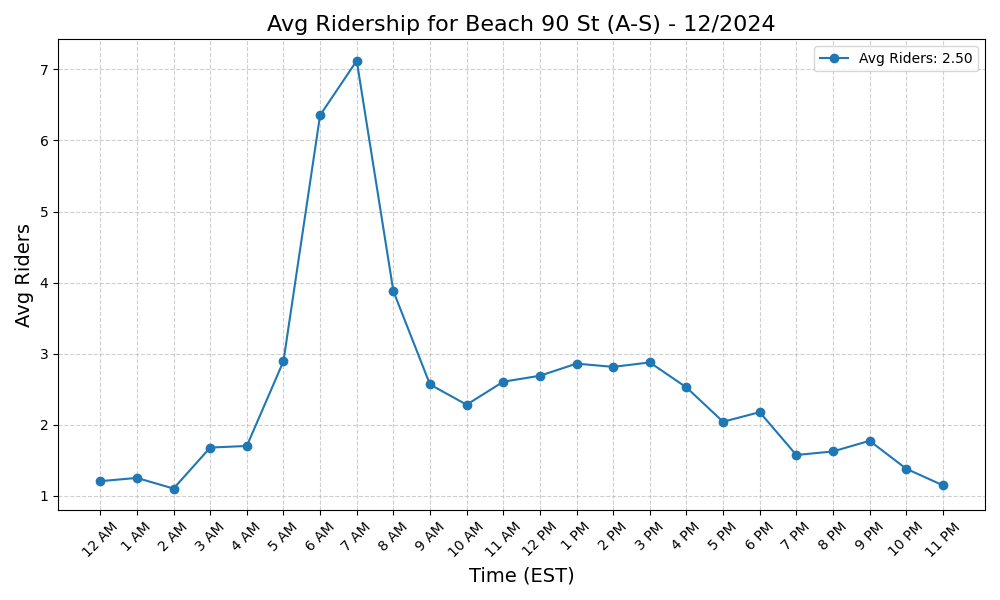 Avg Ridership for Beach 90 St (A-S) - 12/2024
Avg Riders: 2.50
Avg Riders
7
6
5
4
3
2
1
12 AM
1 AM
2 AM
3 AM
4 AM
5 AM
6 AM
7 AM
8 AM
9 AM
10 AM
11 AM
12 PM
1 PM
2 PM
3 PM
4 PM
5 PM
6 PM
7 PM
8 PM
9 PM
10 PM
11 PM
Time (EST)